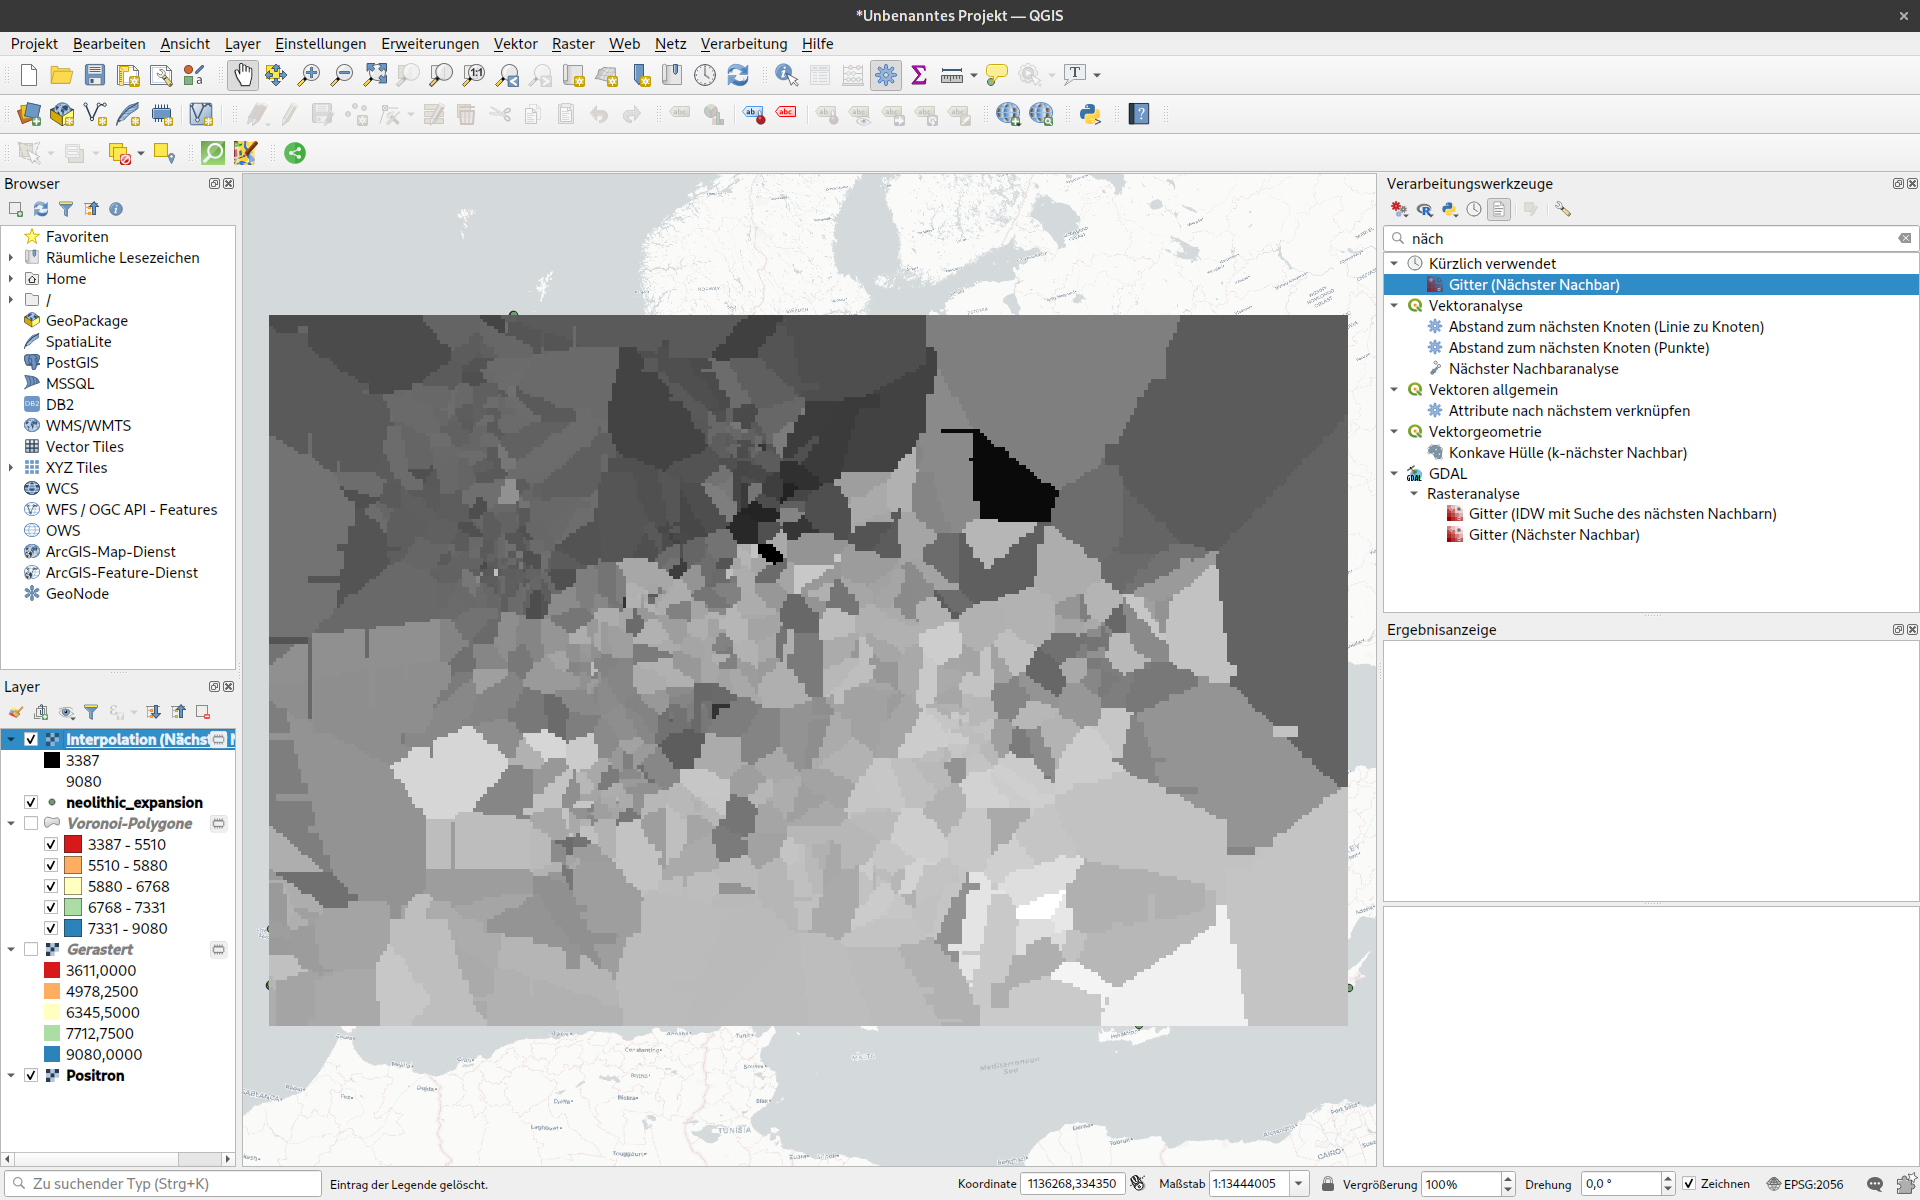 *Unbenanntes Projekt — QGIS
Projekt Bearbeiten Ansicht Layer Einstellungen Erweiterungen Vektor Raster Web Netz Verarbeitung Hilfe
Browser
Favoriten
Räumliche Lesezeichen
Home
/
GeoPackage
SpatiaLite
PostGIS
MSSQL
DB2
WMS/WMTS
Vector Tiles
XYZ Tiles
WCS
WFS / OGC API - Features
OWS
ArcGIS-Map-Dienst
ArcGIS-Feature-Dienst
GeoNode
Layer
Interpolation (Nächst
3387
9080
neolithic_expansion
Voronoi-Polygone
3387 - 5510
5510 - 5880
5880 - 6768
6768 - 7331
7331 - 9080
Gerastert
3611,0000
4978,2500
6345,5000
7712,7500
9080,0000
Positron
TUNISIA
CAIRO
Verarbeitungswerkzeuge
näch
Kürzlich verwendet
Gitter (Nächster Nachbar)
Vektoranalyse
Abstand zum nächsten Knoten (Linie zu Knoten)
Abstand zum nächsten Knoten (Punkte)
Nächster Nachbaranalyse
Vektoren allgemein
Attribute nach nächstem verknüpfen
Vektorgeometrie
Konkave Hülle (k-nächster Nachbar)
GDAL
Rasteranalyse
Gitter (IDW mit Suche des nächsten Nachbarn)
Gitter (Nächster Nachbar)
Ergebnisanzeige
Zu suchender Typ (Strg+K)
Eintrag der Legende gelöscht.
Koordinate 1136268,334350
Maßstab 1:13444005
Vergrößerung 100%
Drehung 0,0 °
Zeichnen
EPSG:2056